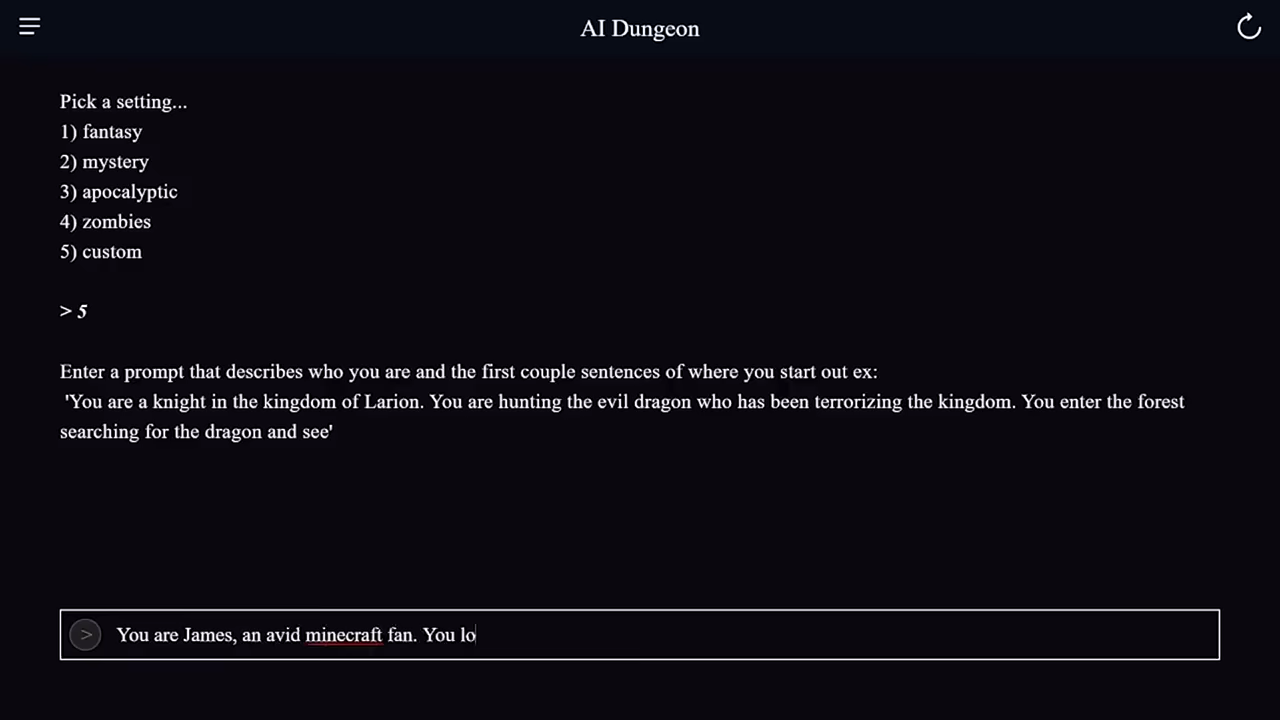 AI Dungeon
Pick a setting...
1) fantasy
2) mystery
3) apocalyptic
4) zombies
5) custom
> 5
Enter a prompt that describes who you are and the first couple sentences of where you start out ex:
'You are a knight in the kingdom of Larion. You are hunting the evil dragon who has been terrorizing the kingdom. You enter the forest
searching for the dragon and see'
> You are James, an avid minecraft fan. You lo